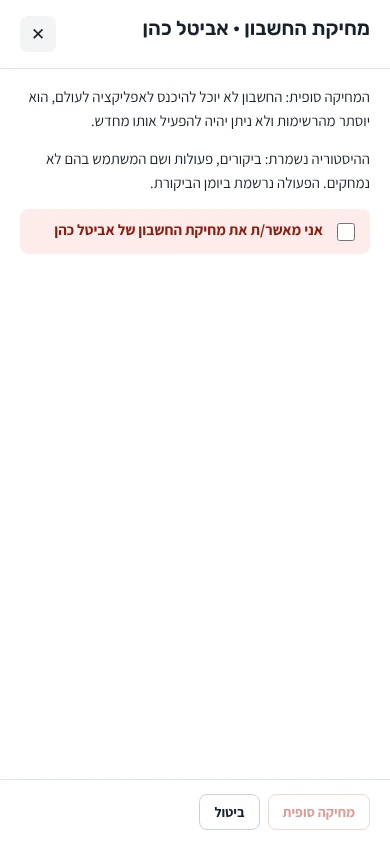 מחיקת החשבון • אביטל כהן
✕
המחיקה סופית: החשבון לא יוכל להיכנס לאפליקציה לעולם, הוא
יוסתר מהרשימות ולא ניתן יהיה להפעיל אותו מחדש.
ההיסטוריה נשמרת: ביקורים, פעולות ושם המשתמש בהם לא
נמחקים. הפעולה נרשמת ביומן הביקורת.
אני מאשר/ת את מחיקת החשבון של אביטל כהן
מחיקה סופית
ביטול